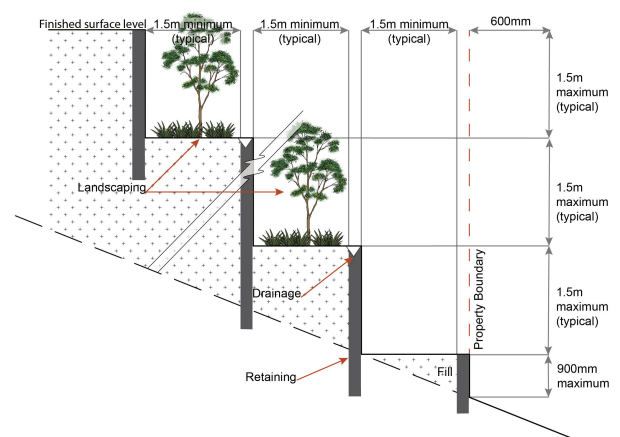 Finished surface level
1.5m minimum
(typical)
1.5m minimum
(typical)
1.5m minimum
(typical)
600mm
1.5m
maximum
(typical)
Landscaping
1.5m
maximum
(typical)
Drainage
Property Boundary
1.5m
maximum
(typical)
Retaining
Fill
900mm
maximum